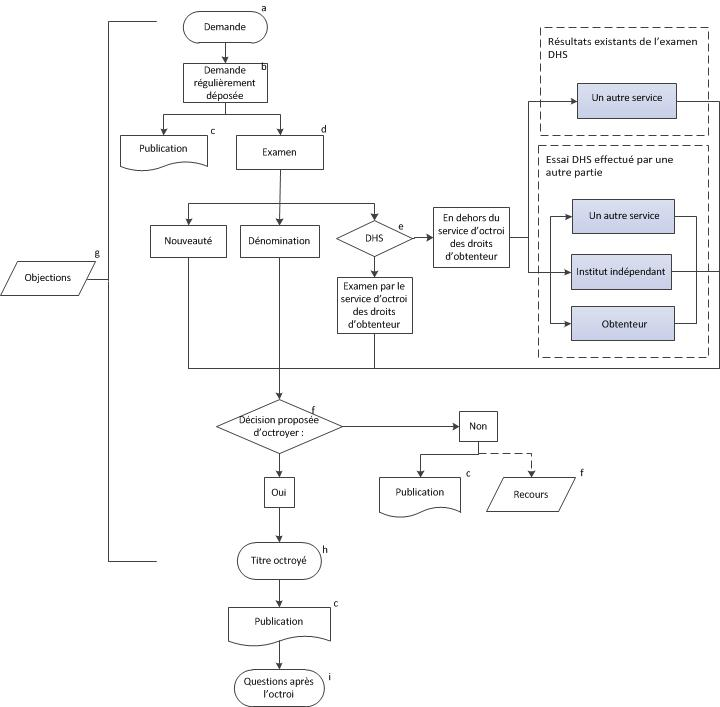 a
Demande
b
Demande
régulièrement
déposée
c
Publication
d
Examen
Résultats existants de l'examen
DHS
Un autre service
Essai DHS effectué par une
autre partie
Un autre service
Institut indépendant
Obtenteur
Nouveauté
Dénomination
e
DHS
En dehors du
service d'octroi
des droits
d'obtenteur
Examen par le
service d'octroi
des droits
d'obtenteur
g
Objections
f
Décision proposée
d'octroyer :
Non
Oui
c
Publication
f
Recours
h
Titre octroyé
c
Publication
i
Questions après
l'octroi